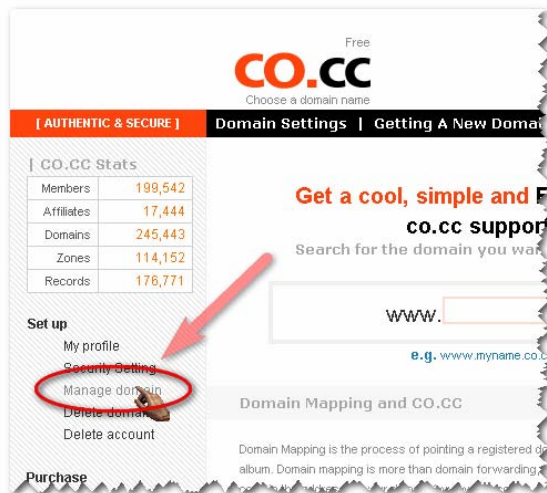 Free
CO.CC
Choose a domain name
[ AUTHENTIC & SECURE ]
Domain Settings | Getting A New Domai
| CO.CC Stats
Members 199,542
Affiliates 17,444
Domains 245,443
Zones 114,152
Records 176,771
Get a cool, simple and F
co.cc support
Search for the domain you wan
www.
e.g. www.myname.co.c
Set up
My profile
Security Setting
Manage domain
Delete domain
Delete account
Purchase
Domain Mapping and CO.CC
Domain Mapping is the process of pointing a registered do
album. Domain mapping is more than domain forwarding,